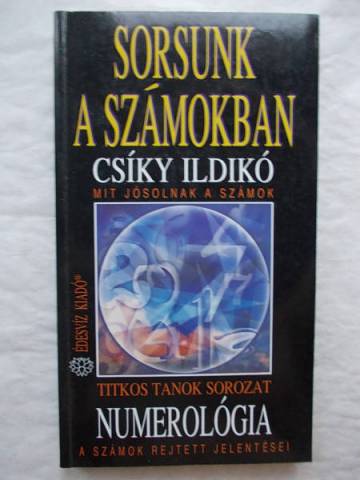 SORSUNK
A SZÁMOKBAN
CSÍKY ILDIKÓ
MIT JÓSOLNAK A SZÁMOK
ÉDESVÍZ KIADÓ®
TITKOS TANOK SOROZAT
NUMEROLÓGIA
A SZÁMOK REJTETT JELENTÉSEI